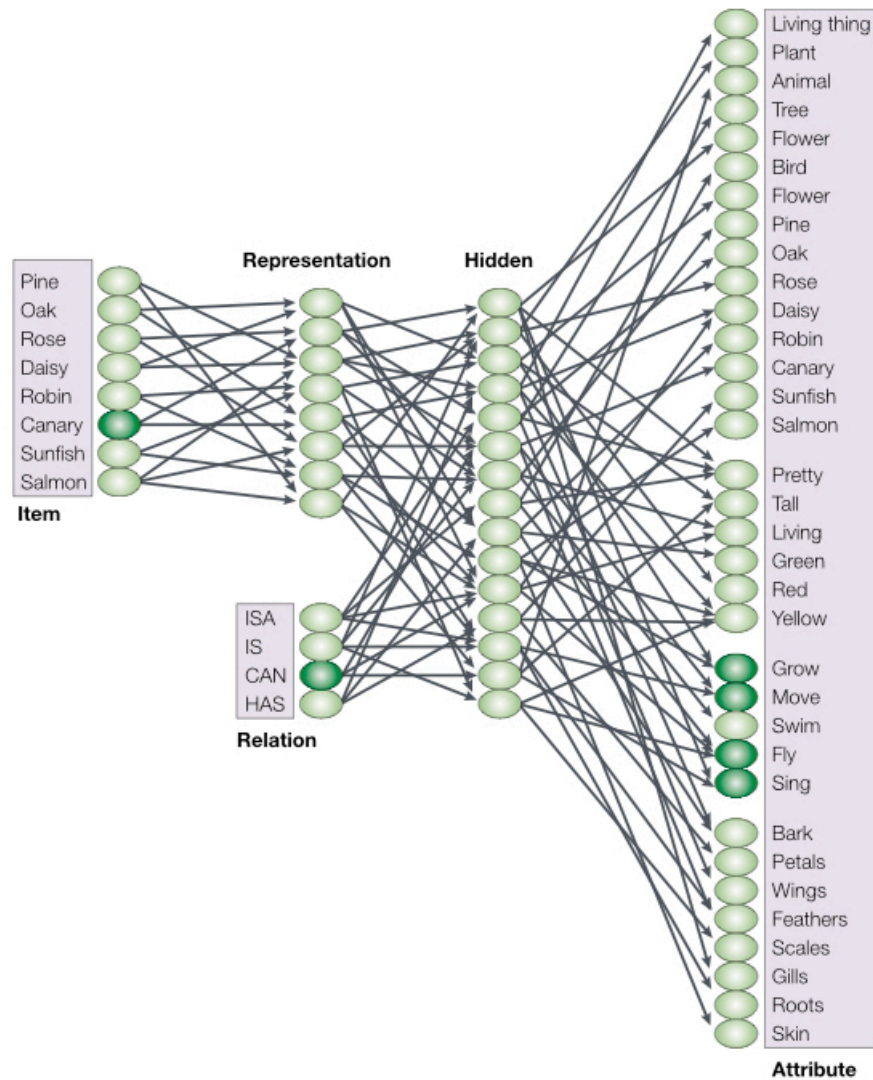 Representation
Hidden
Pine
Oak
Rose
Daisy
Robin
Canary
Sunfish
Salmon
Item
ISA
IS
CAN
HAS
Relation
Living thing
Plant
Animal
Tree
Flower
Bird
Flower
Pine
Oak
Rose
Daisy
Robin
Canary
Sunfish
Salmon
Pretty
Tall
Living
Green
Red
Yellow
Grow
Move
Swim
Fly
Sing
Bark
Petals
Wings
Feathers
Scales
Gills
Roots
Skin
Attribute